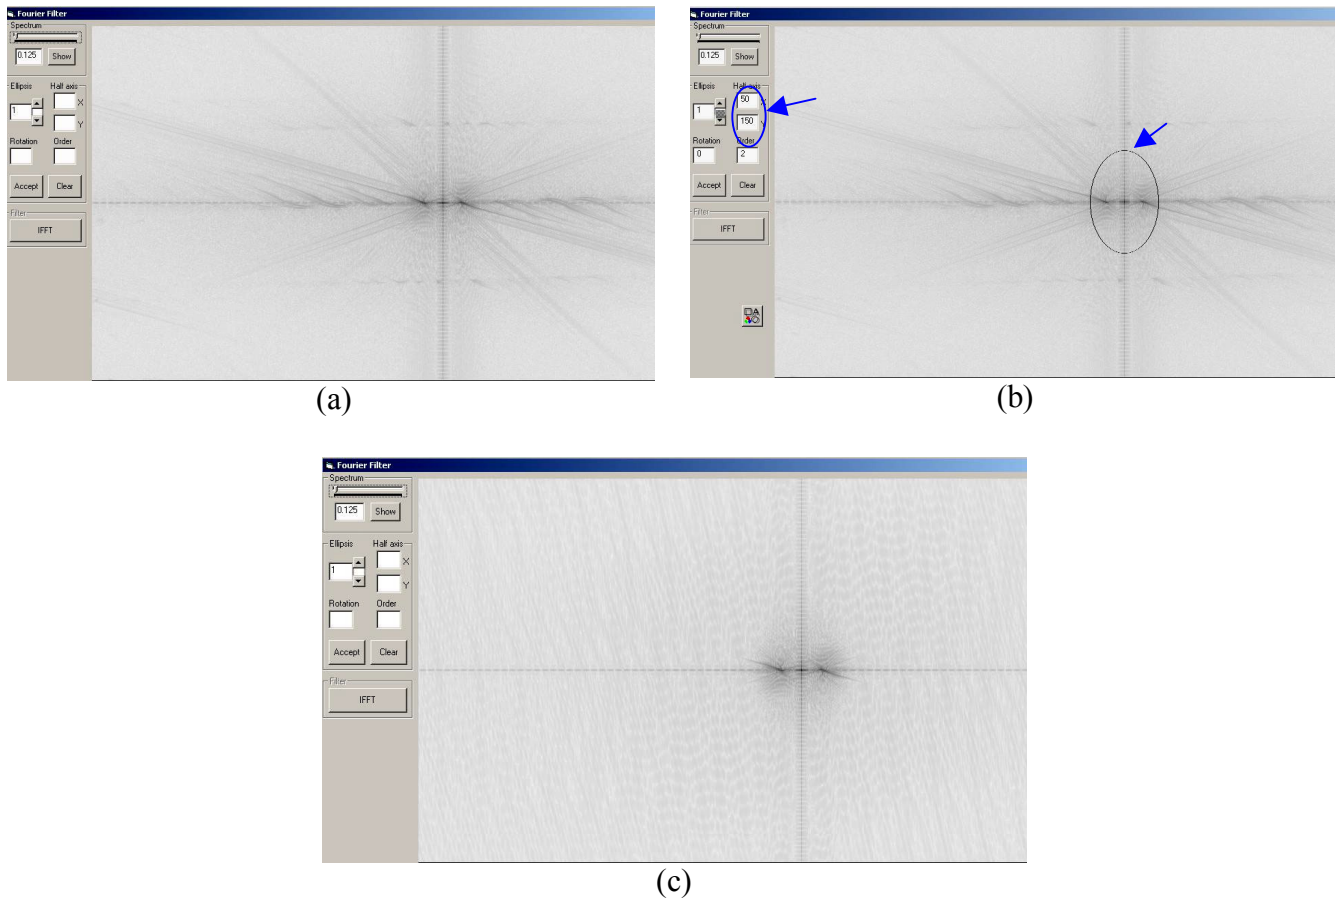 Fourier Filter
Spectrum
0.125 Show
Ellipsis Half axis
1 X
Y
Rotation Order
Accept Clear
Filter
IFFT
(a)
Fourier Filter
Spectrum
0.125 Show
Ellipsis Half axis
1 50 X
150 Y
Rotation Order
0 2
Accept Clear
Filter
IFFT
(b)
Fourier Filter
Spectrum
0.125 Show
Ellipsis Half axis
1 X
Y
Rotation Order
Accept Clear
Filter
IFFT
(c)